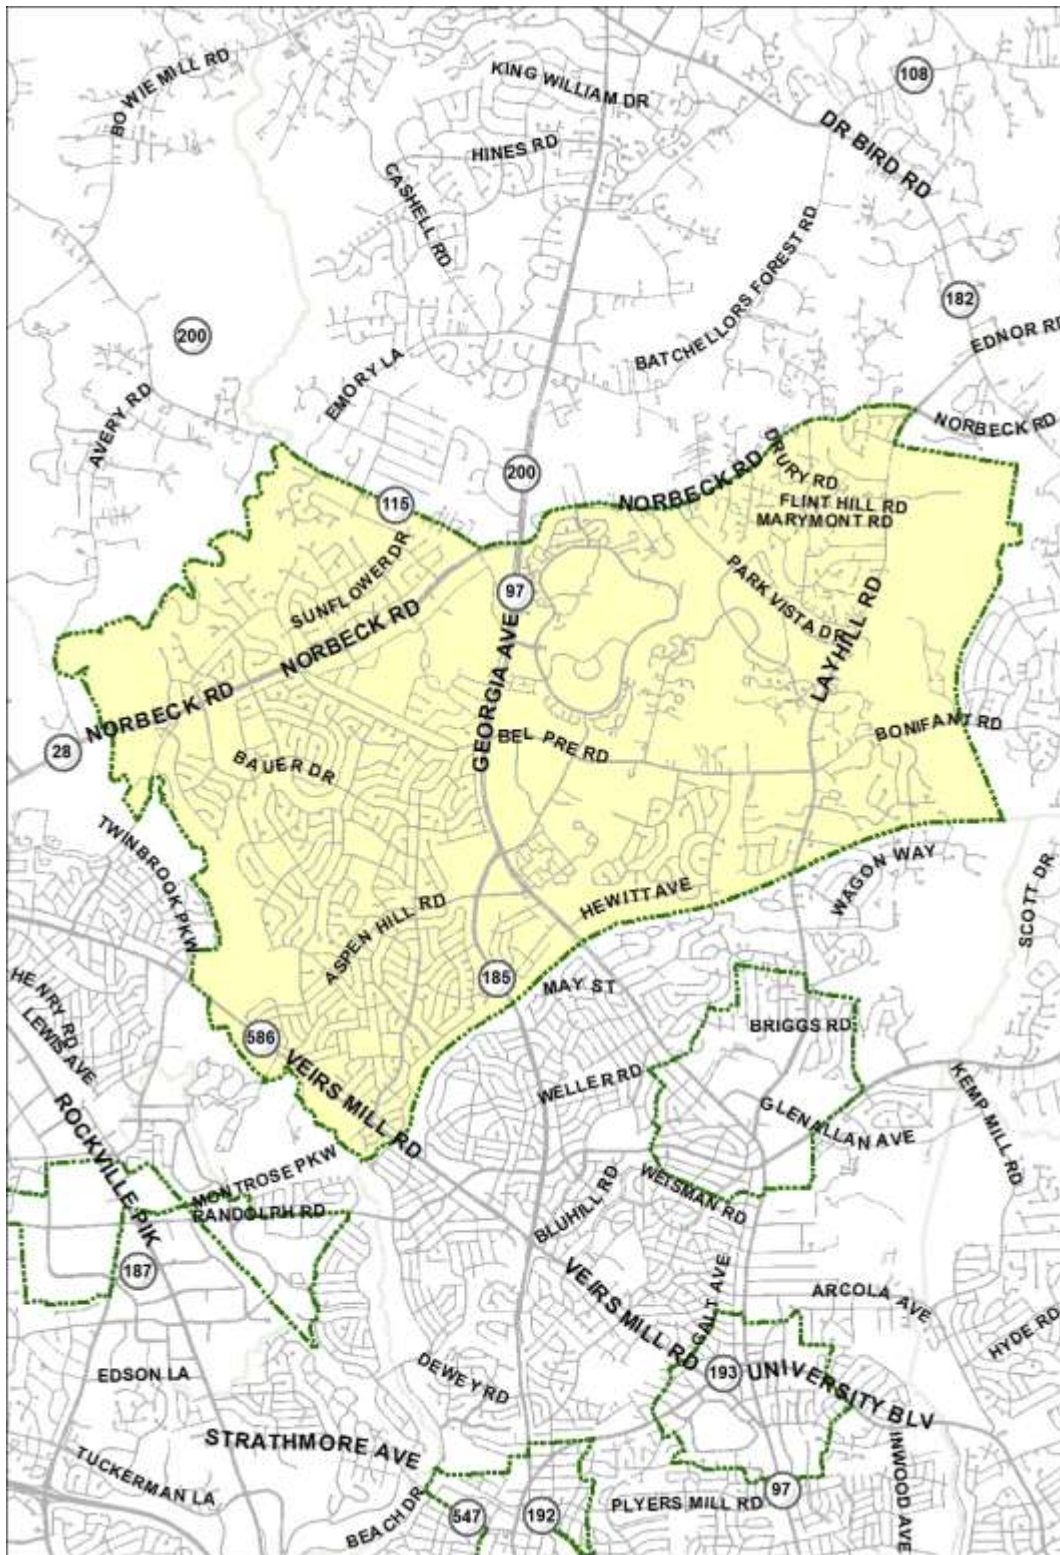 BOWIE MILL RD
KING WILLIAM DR
108
HINES RD
DR BIRD RD
CASHELL RD
BATCHELLORS FOREST RD
182
200
EDNOR RD
EMORY LA
AVERY RD
NORBECK RD
200
NORBECK RD
DRURY RD
115
FLINT HILL RD
MARYMONT RD
SUNFLOWER DR
97
PARK VISTA DR
NORBECK RD
GEORGIA AVE
LAYHILL RD
NORBECK RD
28
BEL PRE RD
BONIFANT RD
BAUER DR
TWINBROOK PKW
WAGON WAY
HEWITT AVE
SCOTT DR
ASPEN HILL RD
185
MAY ST
HENRY RD
LEWIS AVE
586
BRIGGS RD
VEIRS MILL RD
WELLER RD
KEMP MILL RD
GLENALLAN AVE
ROCKVILLE PIK
MONTROSE PKW
RANDOLPH RD
BLUHILL RD
WEISMAN RD
187
VEIRS MILL RD
GALT AVE
ARCOLA AVE
HYDE RD
EDSON LA
DEWEY RD
193
UNIVERSITY BLV
STRATHMORE AVE
TUCKERMAN LA
INWOOD AVE
BEACH DR
547
192
PLYERS MILL RD
97